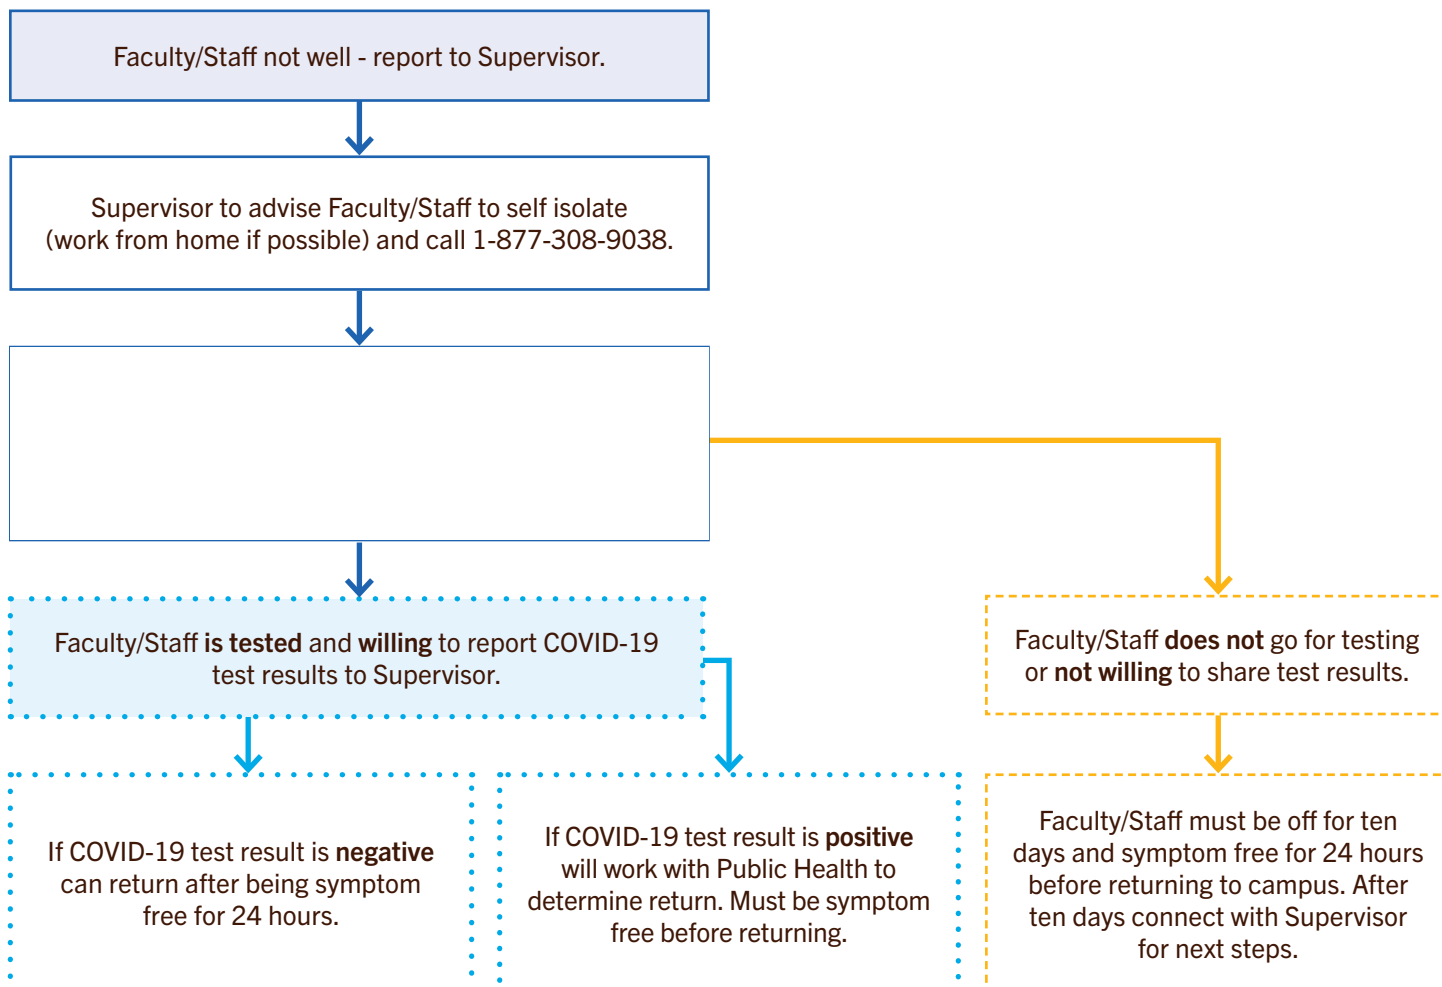 Faculty/Staff not well - report to Supervisor.
Supervisor to advise Faculty/Staff to self isolate
(work from home if possible) and call 1-877-308-9038.
Faculty/Staff is tested and willing to report COVID-19
test results to Supervisor.
Faculty/Staff does not go for testing
or not willing to share test results.
If COVID-19 test result is negative
can return after being symptom
free for 24 hours.
If COVID-19 test result is positive
will work with Public Health to
determine return. Must be symptom
free before returning.
Faculty/Staff must be off for ten
days and symptom free for 24 hours
before returning to campus. After
ten days connect with Supervisor
for next steps.